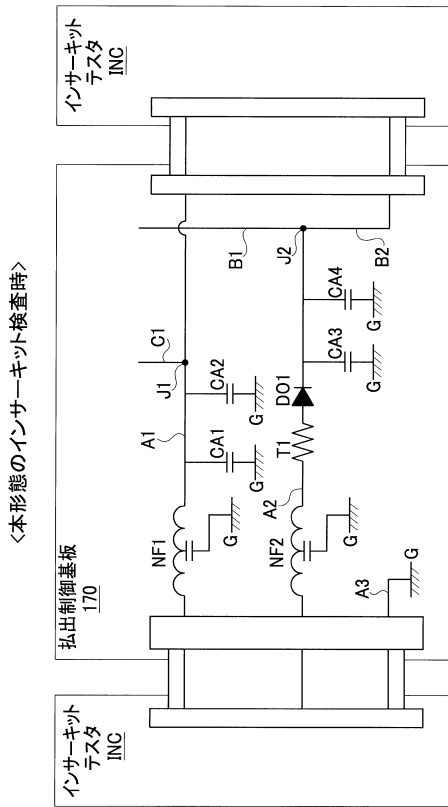 <本形態のインサーキット検査時>
インサーキット
テスタ
INC
払出制御基板
170
インサーキット
テスタ
INC
NF1
G
A1
CA1
G
CA2
G
J1
C1
NF2
G
A2
T1
DO1
CA3
G
CA4
G
B1
J2
B2
A3
G